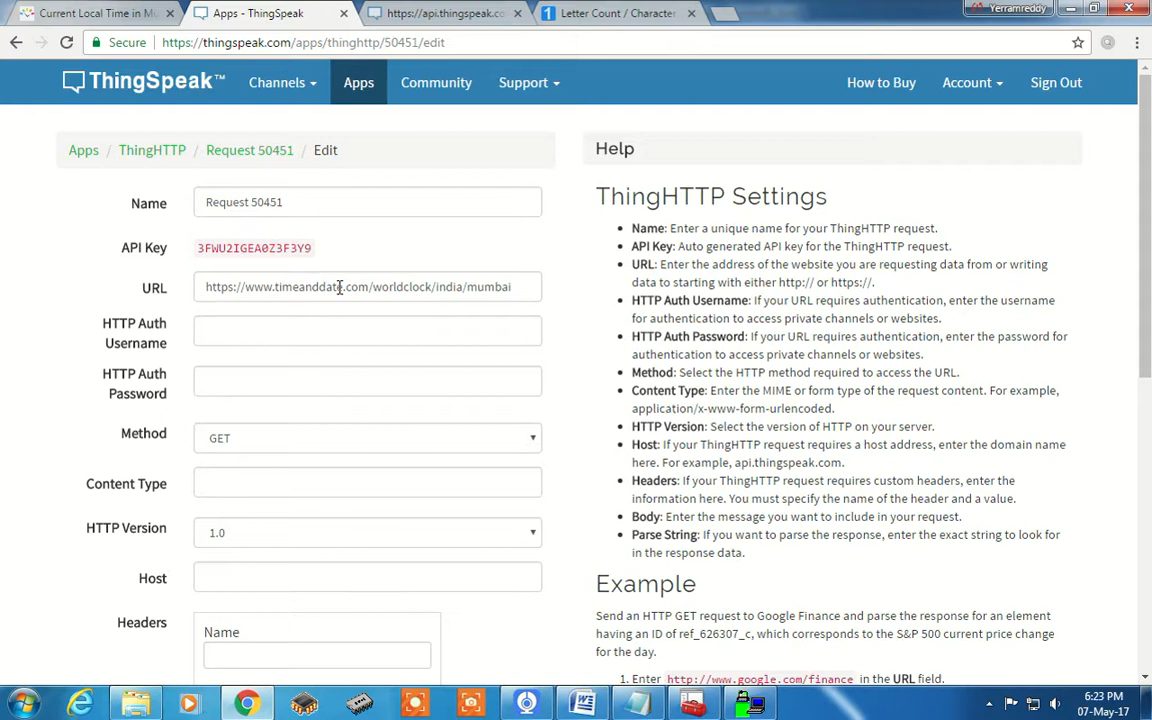 Current Local Time in Mu
Apps - ThingSpeak
https://api.thingspeak.co
1 Letter Count / Character
Yerramreddy
Secure
https://thingspeak.com/apps/thinghttp/50451/edit
ThingSpeak™
Channels
Apps
Community
Support
How to Buy
Account
Sign Out
Apps / ThingHTTP / Request 50451 / Edit
Name
Request 50451
API Key
3FWU2IGEA0Z3F3Y9
URL
https://www.timeanddate.com/worldclock/india/mumbai
HTTP Auth
Username
HTTP Auth
Password
Method
GET
Content Type
HTTP Version
1.0
Host
Headers
Name
Help
ThingHTTP Settings
Name: Enter a unique name for your ThingHTTP request.
API Key: Auto generated API key for the ThingHTTP request.
URL: Enter the address of the website you are requesting data from or writing
data to starting with either http:// or https://.
HTTP Auth Username: If your URL requires authentication, enter the username
for authentication to access private channels or websites.
HTTP Auth Password: If your URL requires authentication, enter the password for
authentication to access private channels or websites.
Method: Select the HTTP method required to access the URL.
Content Type: Enter the MIME or form type of the request content. For example,
application/x-www-form-urlencoded.
HTTP Version: Select the version of HTTP on your server.
Host: If your ThingHTTP request requires a host address, enter the domain name
here. For example, api.thingspeak.com.
Headers: If your ThingHTTP request requires custom headers, enter the
information here. You must specify the name of the header and a value.
Body: Enter the message you want to include in your request.
Parse String: If you want to parse the response, enter the exact string to look for
in the response data.
Example
Send an HTTP GET request to Google Finance and parse the response for an element
having an ID of ref_626307_c, which corresponds to the S&P 500 current price change
for the day.
1. Enter http://www.google.com/finance in the URL field.
6:23 PM
07-May-17